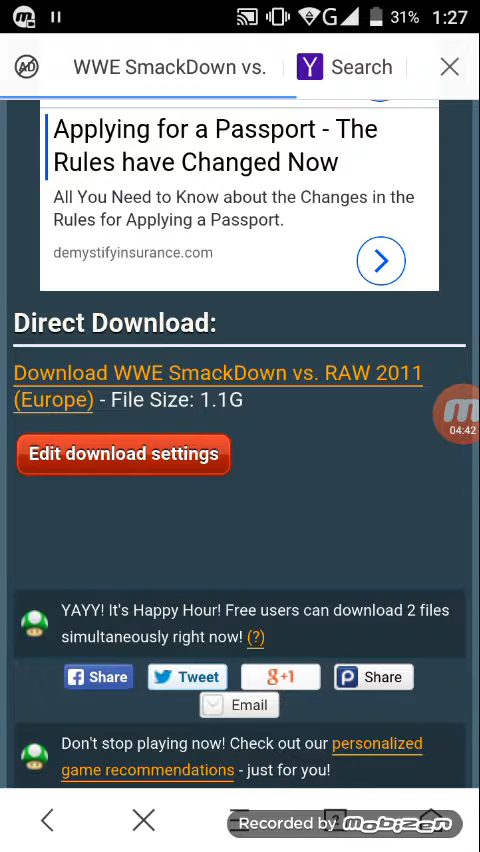 31% 1:27
AD WWE SmackDown vs. Y Search
Applying for a Passport - The
Rules have Changed Now
All You Need to Know about the Changes in the
Rules for Applying a Passport.
demystifyinsurance.com
Direct Download:
Download WWE SmackDown vs. RAW 2011
(Europe) - File Size: 1.1G
04:42
Edit download settings
YAYY! It's Happy Hour! Free users can download 2 files
simultaneously right now! (?)
Share Tweet g+1 P Share
Email
Don't stop playing now! Check out our personalized
game recommendations - just for you!
Recorded by mobizen